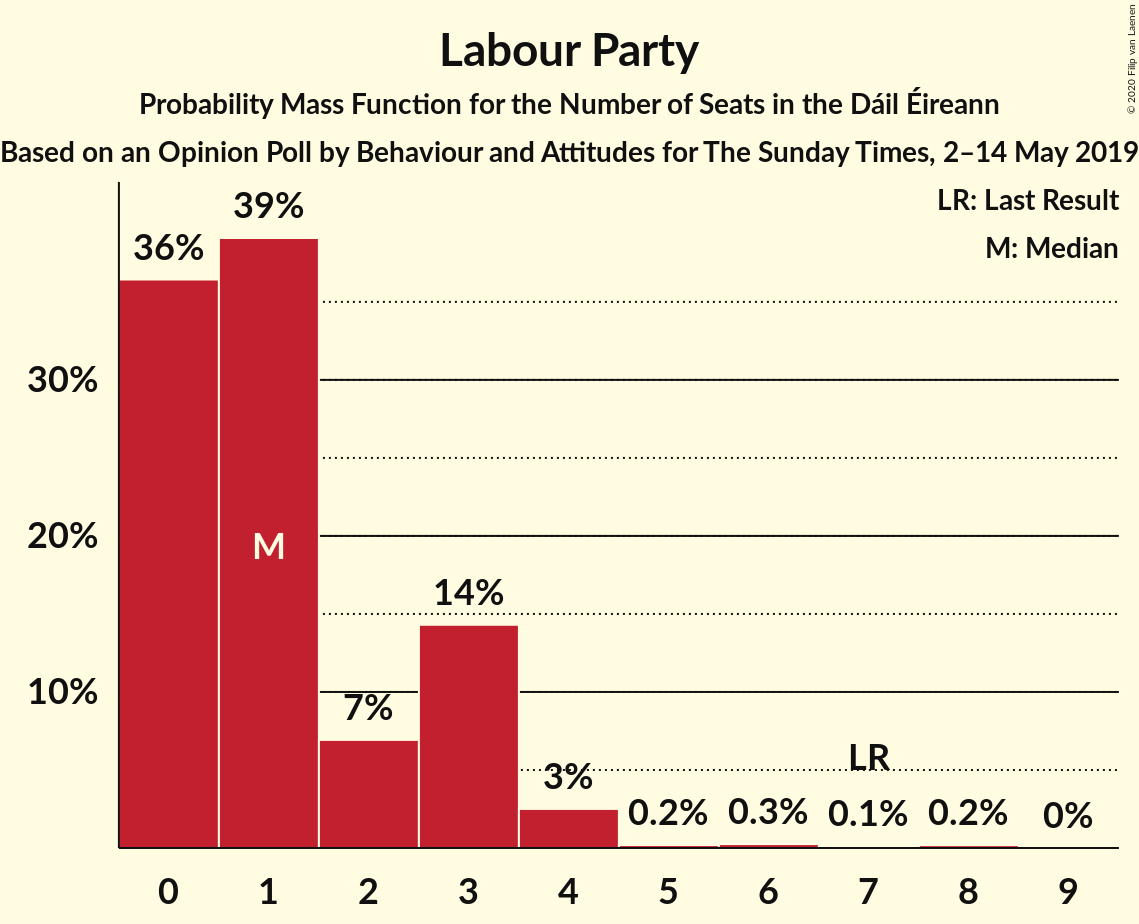 Labour Party
Probability Mass Function for the Number of Seats in the Dáil Éireann
Based on an Opinion Poll by Behaviour and Attitudes for The Sunday Times, 2–14 May 2019
© 2020 Filip van Laenen
LR: Last Result
M: Median
39%
36%
30%
20%
M
14%
10%
7%
LR
3%
0.2%
0.3%
0.1%
0.2%
0%
0 1 2 3 4 5 6 7 8 9